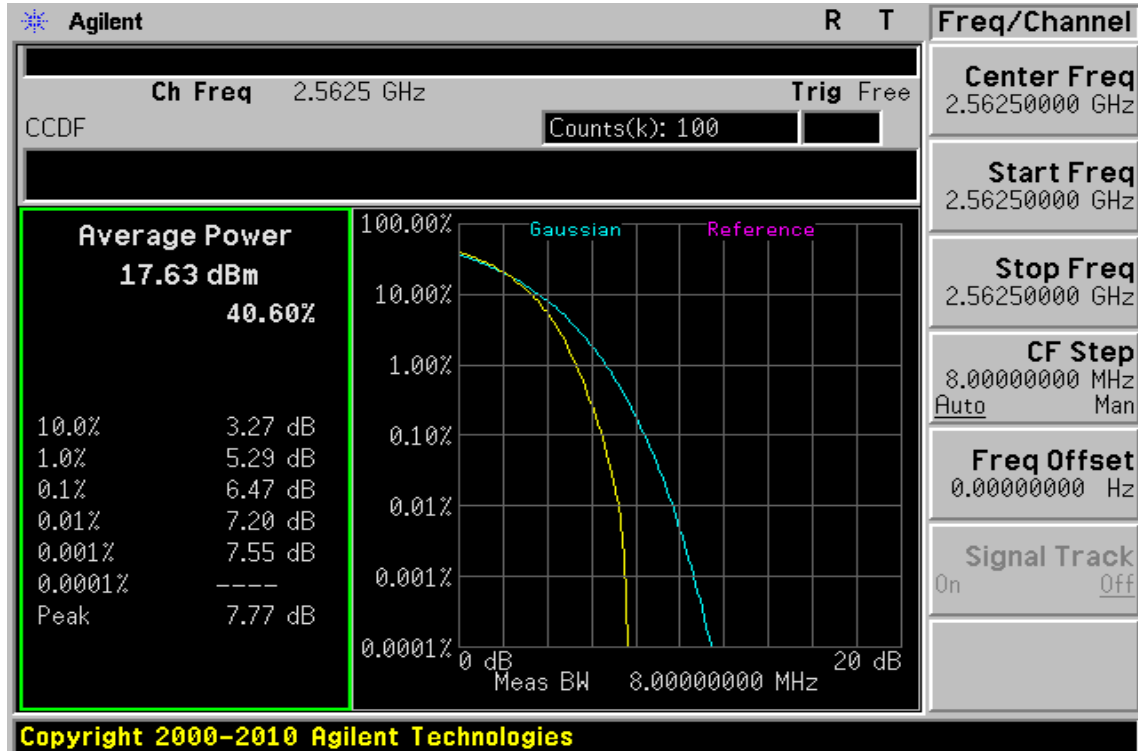 Agilent R T
Ch Freq 2.5625 GHz Trig Free
CCDF Counts(k): 100
Average Power
17.63 dBm
40.60%
10.0% 3.27 dB
1.0% 5.29 dB
0.1% 6.47 dB
0.01% 7.20 dB
0.001% 7.55 dB
0.0001% ----
Peak 7.77 dB
Gaussian Reference
100.00%
10.00%
1.00%
0.10%
0.01%
0.001%
0.0001%
0 dB 20 dB
Meas BW 8.00000000 MHz
Freq/Channel
Center Freq
2.56250000 GHz
Start Freq
2.56250000 GHz
Stop Freq
2.56250000 GHz
CF Step
8.00000000 MHz
Auto Man
Freq Offset
0.00000000 Hz
Signal Track
On Off
Copyright 2000-2010 Agilent Technologies